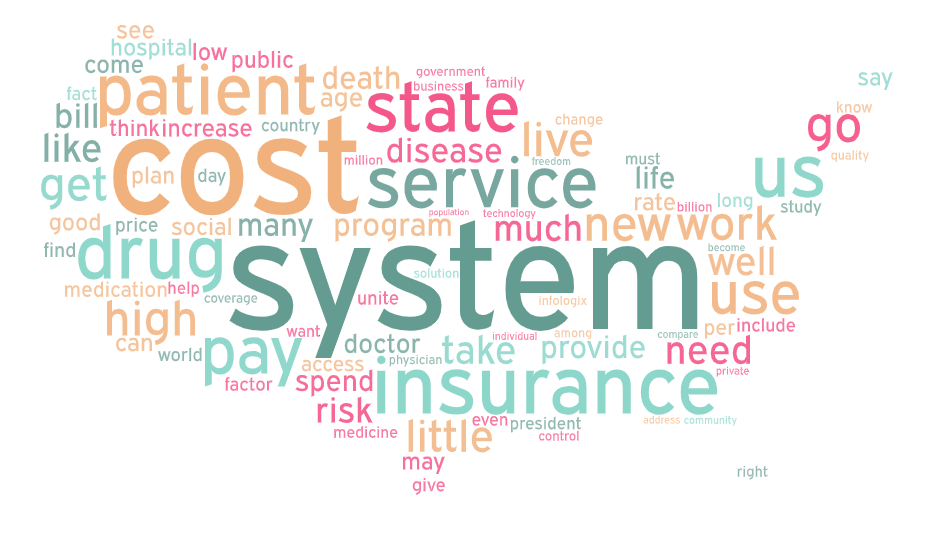 see
hospital
low
public
come
patient
death
government
business
family
say
fact
age
state
know
bill
think
increase
country
change
go
like
cost
million
disease
live
quality
get
plan
day
service
freedom
must
life
us
rate
billion
long
study
good
price
social
many
program
population
technology
much
new
work
find
drug
system
become
well
medication
help
coverage
unite
solution
infologix
use
high
want
individual
among
compare
per
include
can
world
pay
doctor
physician
take
provide
need
access
private
factor
spend
insurance
risk
medicine
little
even
president
control
address
community
may
give
right